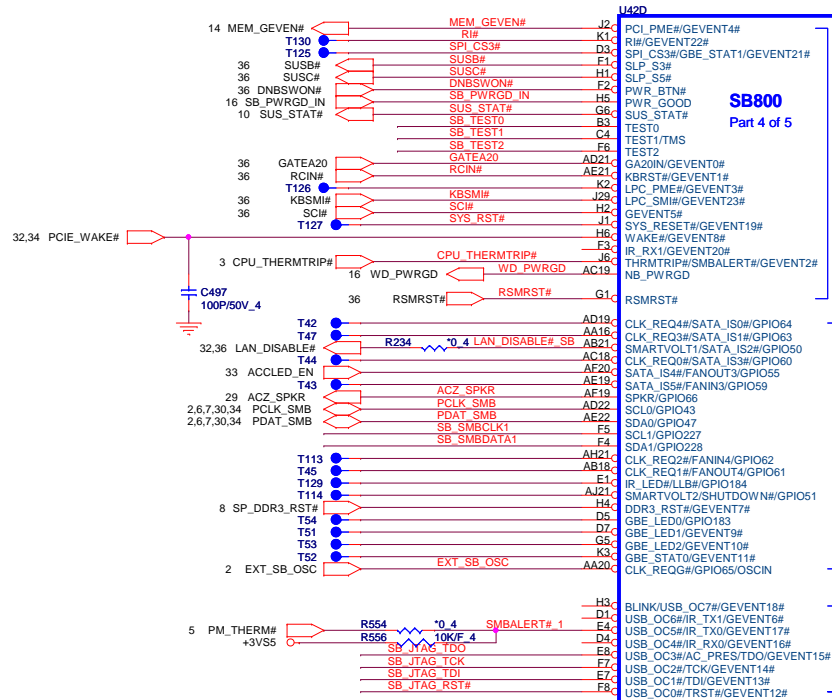 U42D
14 MEM_GEVEN# MEM_GEVEN# J2 PCI_PME#/GEVENT4#
T130 RI# K1 RI#/GEVENT22#
T125 SPI_CS3# D3 SPI_CS3#/GBE_STAT1/GEVENT21#
36 SUSB# SUSB# F1 SLP_S3#
36 SUSC# SUSC# H1 SLP_S5#
36 DNBSWON# DNBSWON# F2 PWR_BTN#
16 SB_PWRGD_IN SB_PWRGD_IN H5 PWR_GOOD
SB800
10 SUS_STAT# SUS_STAT# G6 SUS_STAT#
Part 4 of 5
SB_TEST0 B3 TEST0
SB_TEST1 C4 TEST1/TMS
SB_TEST2 F6 TEST2
36 GATEA20 GATEA20 AD21 GA20IN/GEVENT0#
36 RCIN# RCIN# AE21 KBRST#/GEVENT1#
T126 K2 LPC_PME#/GEVENT3#
36 KBSMI# KBSMI# J29 LPC_SMI#/GEVENT23#
36 SCI# SCI# H2 GEVENT5#
T127 SYS_RST# J1 SYS_RESET#/GEVENT19#
32,34 PCIE_WAKE# H6 WAKE#/GEVENT8#
F3 IR_RX1/GEVENT20#
3 CPU_THERMTRIP# CPU_THERMTRIP# J6 THRMTRIP#/SMBALERT#/GEVENT2#
16 WD_PWRGD WD_PWRGD AC19 NB_PWRGD
C497
100P/50V_4
36 RSMRST# RSMRST# G1 RSMRST#
T42 AD19 CLK_REQ4#/SATA_IS0#/GPIO64
T47 AA16 CLK_REQ3#/SATA_IS1#/GPIO63
32,36 LAN_DISABLE# R234 *0_4 LAN_DISABLE#_SB AB21 SMARTVOLT1/SATA_IS2#/GPIO50
T44 AC18 CLK_REQ0#/SATA_IS3#/GPIO60
33 ACCLED_EN AF20 SATA_IS4#/FANOUT3/GPIO55
T43 AE19 SATA_IS5#/FANIN3/GPIO59
29 ACZ_SPKR ACZ_SPKR AF19 SPKR/GPIO66
2,6,7,30,34 PCLK_SMB PCLK_SMB AD22 SCL0/GPIO43
2,6,7,30,34 PDAT_SMB PDAT_SMB AE22 SDA0/GPIO47
SB_SMBCLK1 F5 SCL1/GPIO227
SB_SMBDATA1 F4 SDA1/GPIO228
T113 AH21 CLK_REQ2#/FANIN4/GPIO62
T45 AB18 CLK_REQ1#/FANOUT4/GPIO61
T129 E1 IR_LED#/LLB#/GPIO184
T114 AJ21 SMARTVOLT2/SHUTDOWN#/GPIO51
8 SP_DDR3_RST# H4 DDR3_RST#/GEVENT7#
T54 D5 GBE_LED0/GPIO183
T51 D7 GBE_LED1/GEVENT9#
T53 G5 GBE_LED2/GEVENT10#
T52 K3 GBE_STAT0/GEVENT11#
2 EXT_SB_OSC EXT_SB_OSC AA20 CLK_REQG#/GPIO65/OSCIN
H3 BLINK/USB_OC7#/GEVENT18#
D1 USB_OC6#/IR_TX1/GEVENT6#
5 PM_THERM# R554 *0_4 SMBALERT#_1 E4 USB_OC5#/IR_TX0/GEVENT17#
+3VS5 R556 10K/F_4 D4 USB_OC4#/IR_RX0/GEVENT16#
SB_JTAG_TDO E8 USB_OC3#/AC_PRES/TDO/GEVENT15#
SB_JTAG_TCK F7 USB_OC2#/TCK/GEVENT14#
SB_JTAG_TDI E7 USB_OC1#/TDI/GEVENT13#
SB_JTAG_RST# F8 USB_OC0#/TRST#/GEVENT12#